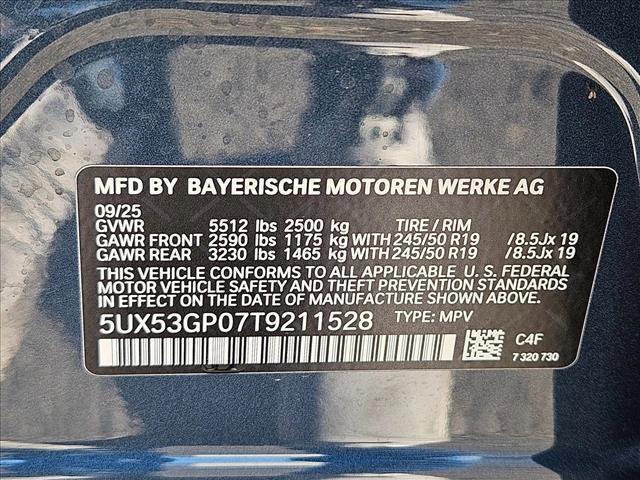 MFD BY BAYERISCHE MOTOREN WERKE AG
09/25
GVWR 5512 lbs 2500 kg TIRE / RIM
GAWR FRONT 2590 lbs 1175 kg WITH 245/50 R19 /8.5Jx 19
GAWR REAR 3230 lbs 1465 kg WITH 245/50 R19 /8.5Jx 19
THIS VEHICLE CONFORMS TO ALL APPLICABLE U. S. FEDERAL
MOTOR VEHICLE SAFETY AND THEFT PREVENTION STANDARDS
IN EFFECT ON THE DATE OF MANUFACTURE SHOWN ABOVE.
5UX53GP07T9211528 TYPE: MPV
C4F
7 320 730